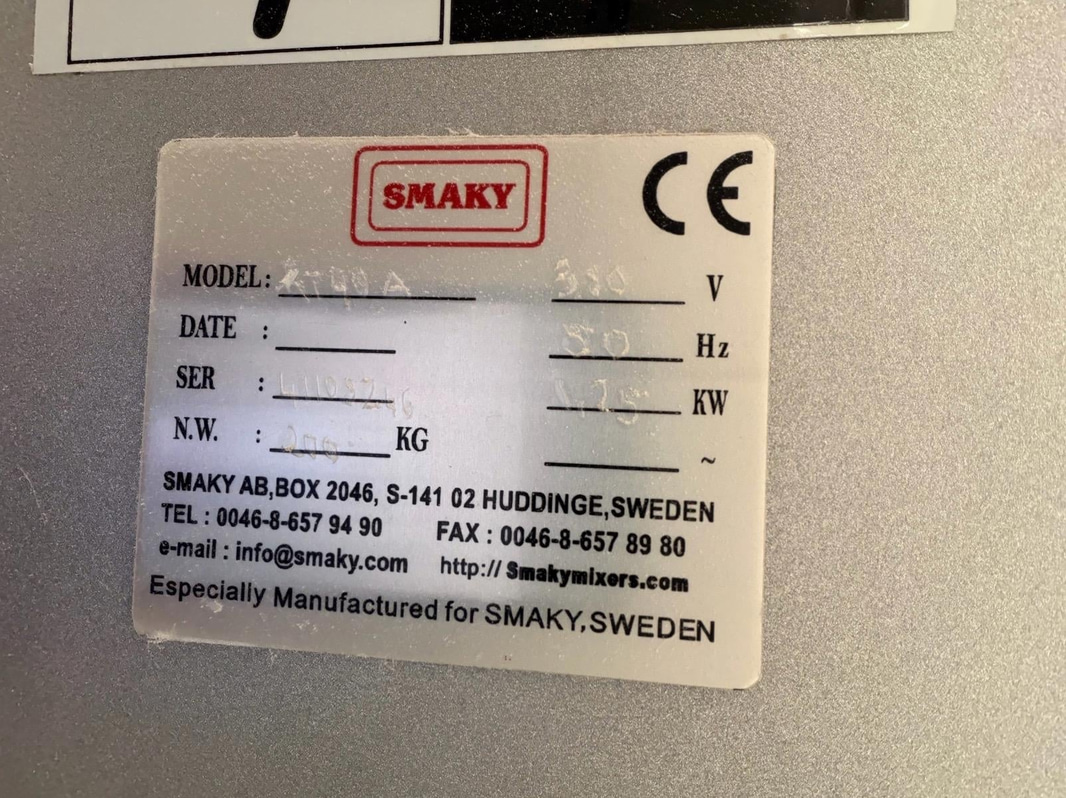 SMAKY CE
MODEL: V
DATE : 50 Hz
SER : KW
N.W. : 200 KG
~
SMAKY AB,BOX 2046, S-141 02 HUDDINGE,SWEDEN
TEL : 0046-8-657 94 90 FAX : 0046-8-657 89 80
e-mail : info@smaky.com http:// Smakymixers.com
Especially Manufactured for SMAKY,SWEDEN